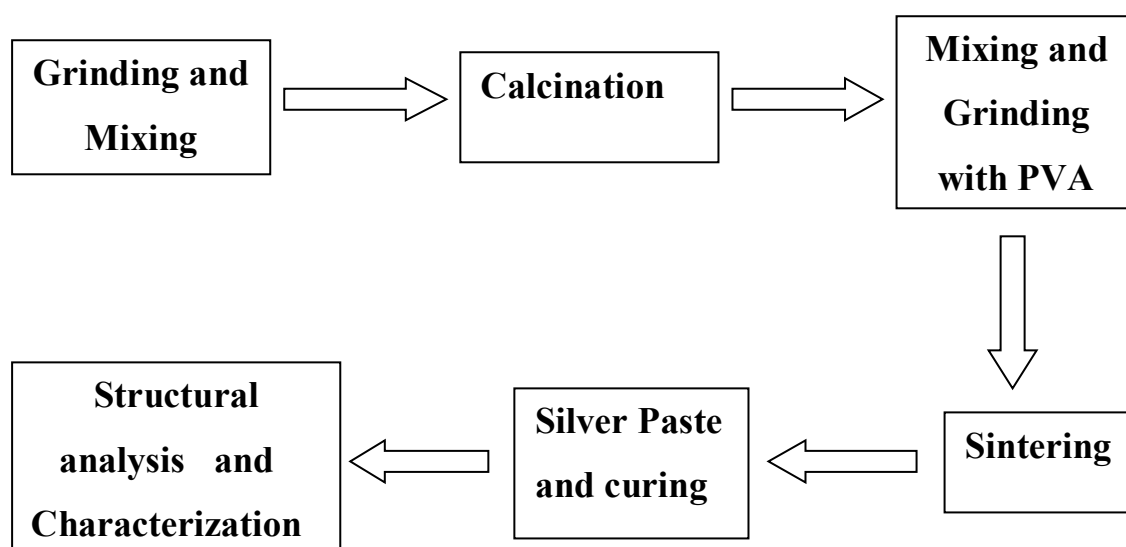 Grinding and
Mixing
Calcination
Mixing and
Grinding
with PVA
Sintering
Silver Paste
and curing
Structural
analysis and
Characterization